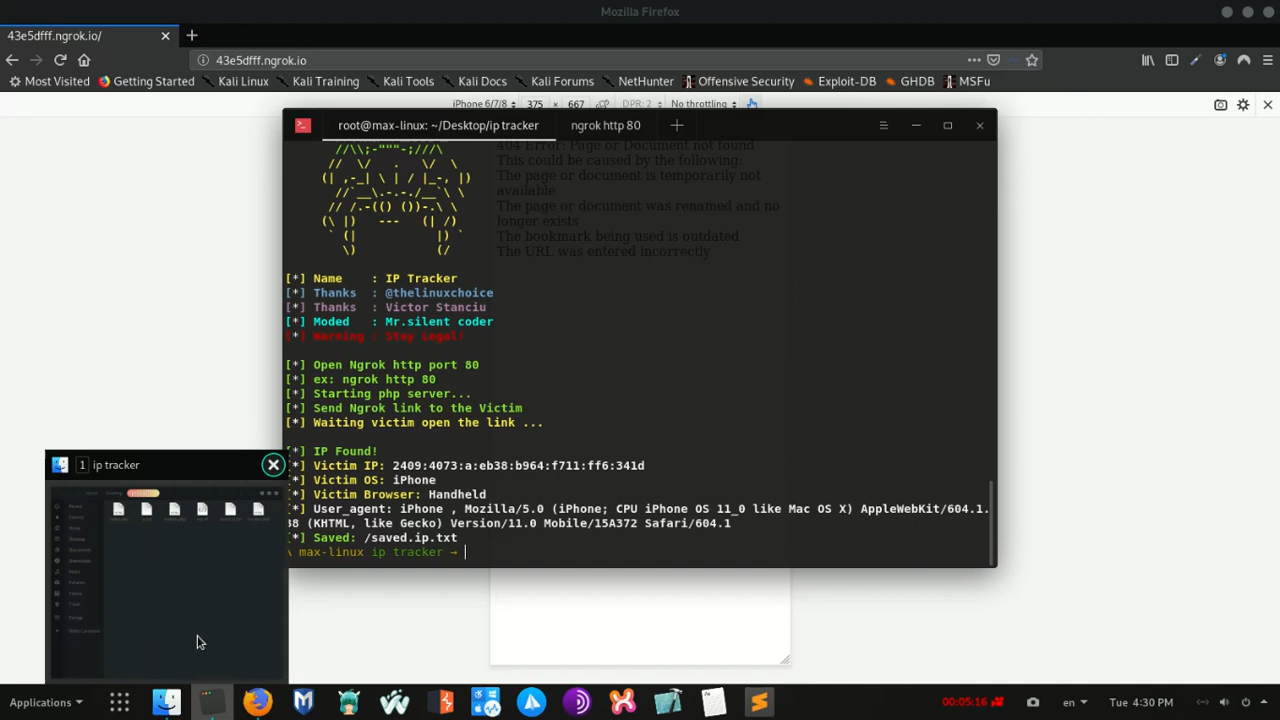 Mozilla Firefox
43e5dfff.ngrok.io/
43e5dfff.ngrok.io
Most Visited Getting Started Kali Linux Kali Training Kali Tools Kali Docs Kali Forums NetHunter Offensive Security Exploit-DB GHDB MSFu
iPhone 6/7/8 375 × 667 DPR: 2 No throttling
root@max-linux: ~/Desktop/ip tracker ngrok http 80
404 Error: Page or Document not found
This could be caused by the following:
The page or document is temporarily not
available
The page or document was renamed and no
longer exists
The bookmark being used is outdated
The URL was entered incorrectly
[*] Name : IP Tracker
[*] Thanks : @thelinuxchoice
[*] Thanks : Victor Stanciu
[*] Moded : Mr.silent coder
[*] Warning : Stay Legal!
[*] Open Ngrok http port 80
[*] ex: ngrok http 80
[*] Starting php server...
[*] Send Ngrok link to the Victim
[*] Waiting victim open the link ...
[*] IP Found!
[*] Victim IP: 2409:4073:a:eb38:b964:f711:ff6:341d
[*] Victim OS: iPhone
[*] Victim Browser: Handheld
[*] User_agent: iPhone , Mozilla/5.0 (iPhone; CPU iPhone OS 11_0 like Mac OS X) AppleWebKit/604.1.
38 (KHTML, like Gecko) Version/11.0 Mobile/15A372 Safari/604.1
[*] Saved: /saved.ip.txt
\ max-linux ip tracker →
1 ip tracker
Applications 00:05:16 en Tue 4:30 PM